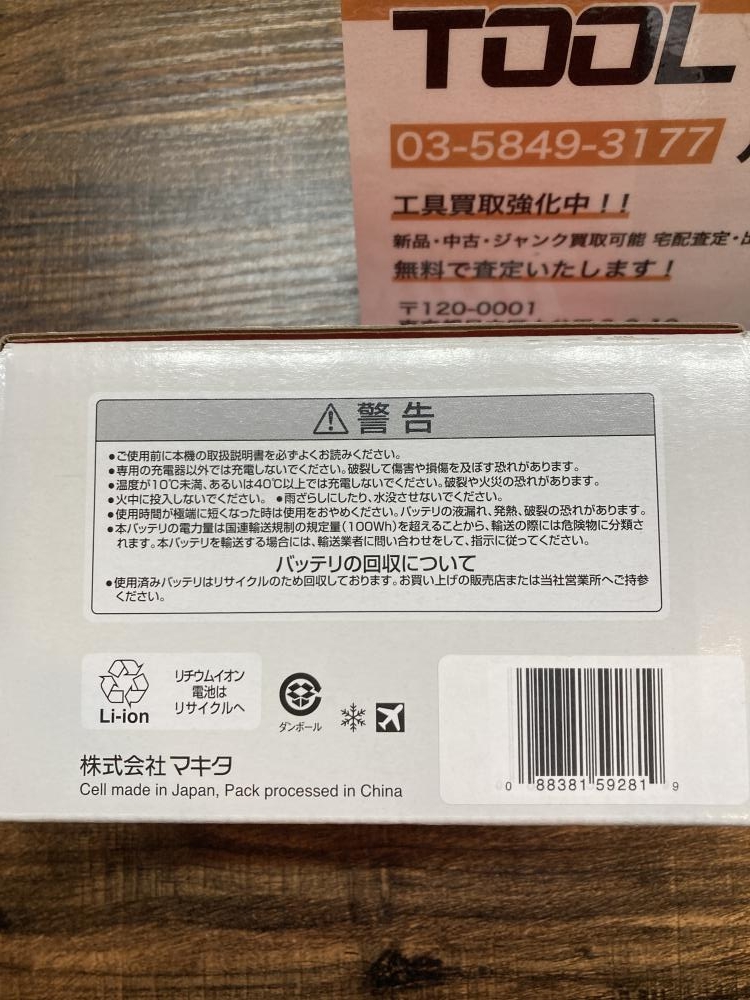 TOOL
03-5849-3177
工具買取強化中！！
新品・中古・ジャンク買取可能 宅配査定・
無料で査定いたします！
〒120-0001
警告
●ご使用前に本機の取扱説明書を必ずよくお読みください。
●専用の充電器以外では充電しないでください。破裂して傷害や損傷を及ぼす恐れがあります。
●温度が10℃未満、あるいは40℃以上では充電しないでください。破裂や火災の恐れがあります。
●火中に投入しないでください。 ●雨ざらしにしたり、水没させないでください。
●使用時間が極端に短くなった時は使用をおやめください。バッテリの液漏れ、発熱、破裂の恐れがあります。
●本バッテリの電力量は国連輸送規制の規定量（100Wh）を超えることから、輸送の際には危険物に分類さ
れます。本バッテリを輸送する場合には、輸送業者に問い合わせをして、指示に従ってください。
バッテリの回収について
●使用済みバッテリはリサイクルのため回収しております。お買い上げの販売店または当社営業所へご持参
ください。
Li-ion
リチウムイオン
電池は
リサイクルへ
ダンボール
株式会社マキタ
Cell made in Japan, Pack processed in China
0 88381 59281 9